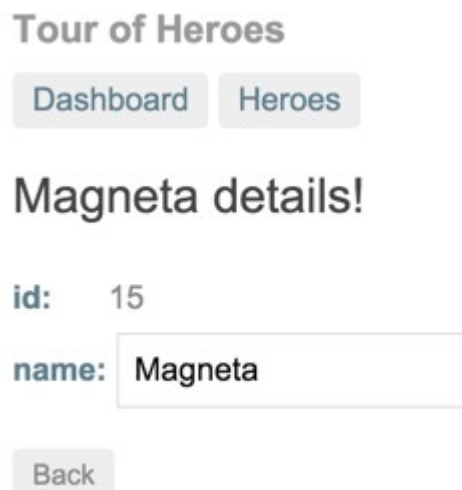 Tour of Heroes
Dashboard Heroes
Magneta details!
id: 15
name: Magneta
Back